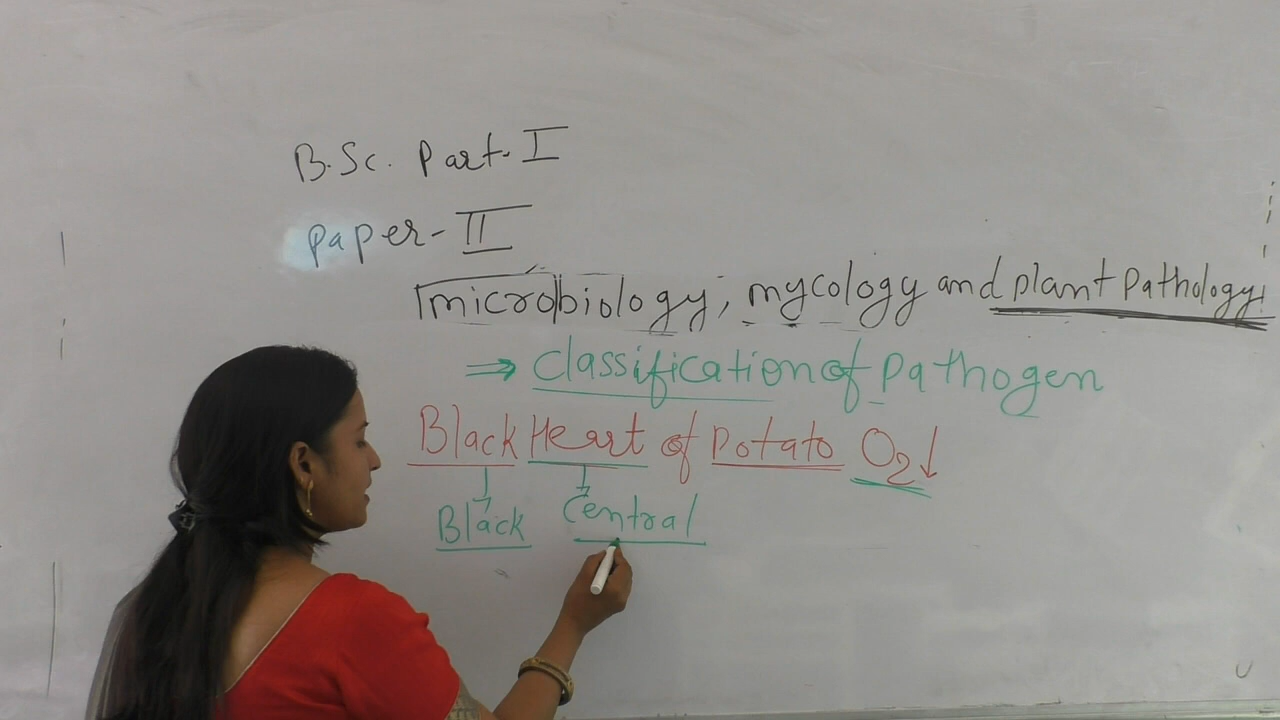 B.Sc. Part-I
Paper-II
microbiology, mycology and plant Pathology
⇒ Classification of Pathogen
Black Heart of Potato O2↓
Black Central